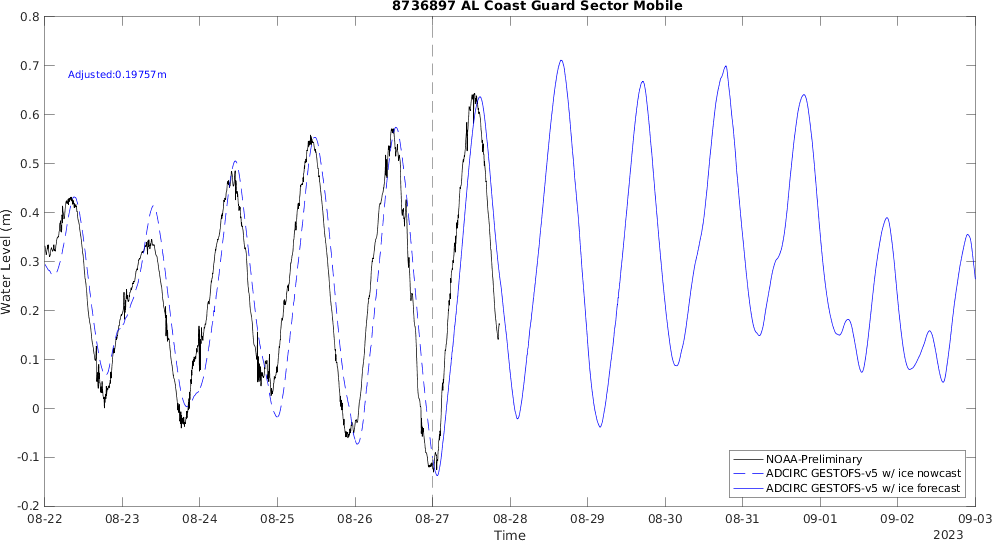 8736897 AL Coast Guard Sector Mobile
Adjusted:0.19757m
Water Level (m)
0.8
0.7
0.6
0.5
0.4
0.3
0.2
0.1
0
-0.1
-0.2
08-22 08-23 08-24 08-25 08-26 08-27 08-28 08-29 08-30 08-31 09-01 09-02 09-03
Time
2023
NOAA-Preliminary
ADCIRC GESTOFS-v5 w/ ice nowcast
ADCIRC GESTOFS-v5 w/ ice forecast